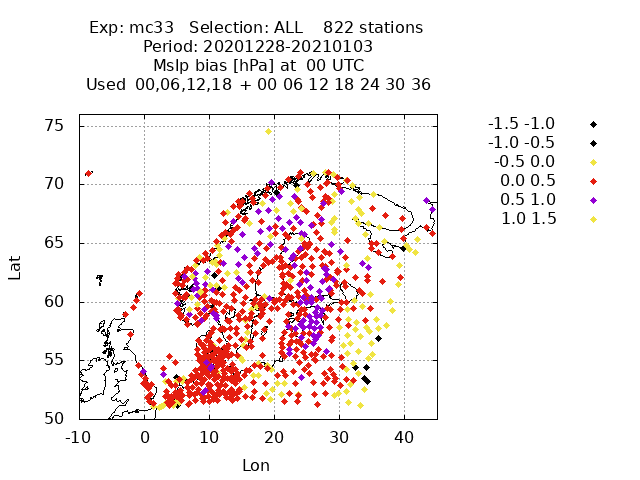 Exp: mc33 Selection: ALL 822 stations
Period: 20201228-20210103
Mslp bias [hPa] at 00 UTC
Used 00,06,12,18 + 00 06 12 18 24 30 36
-1.5 -1.0
-1.0 -0.5
-0.5 0.0
0.0 0.5
0.5 1.0
1.0 1.5
75
70
65
60
55
50
Lat
-10 0 10 20 30 40
Lon